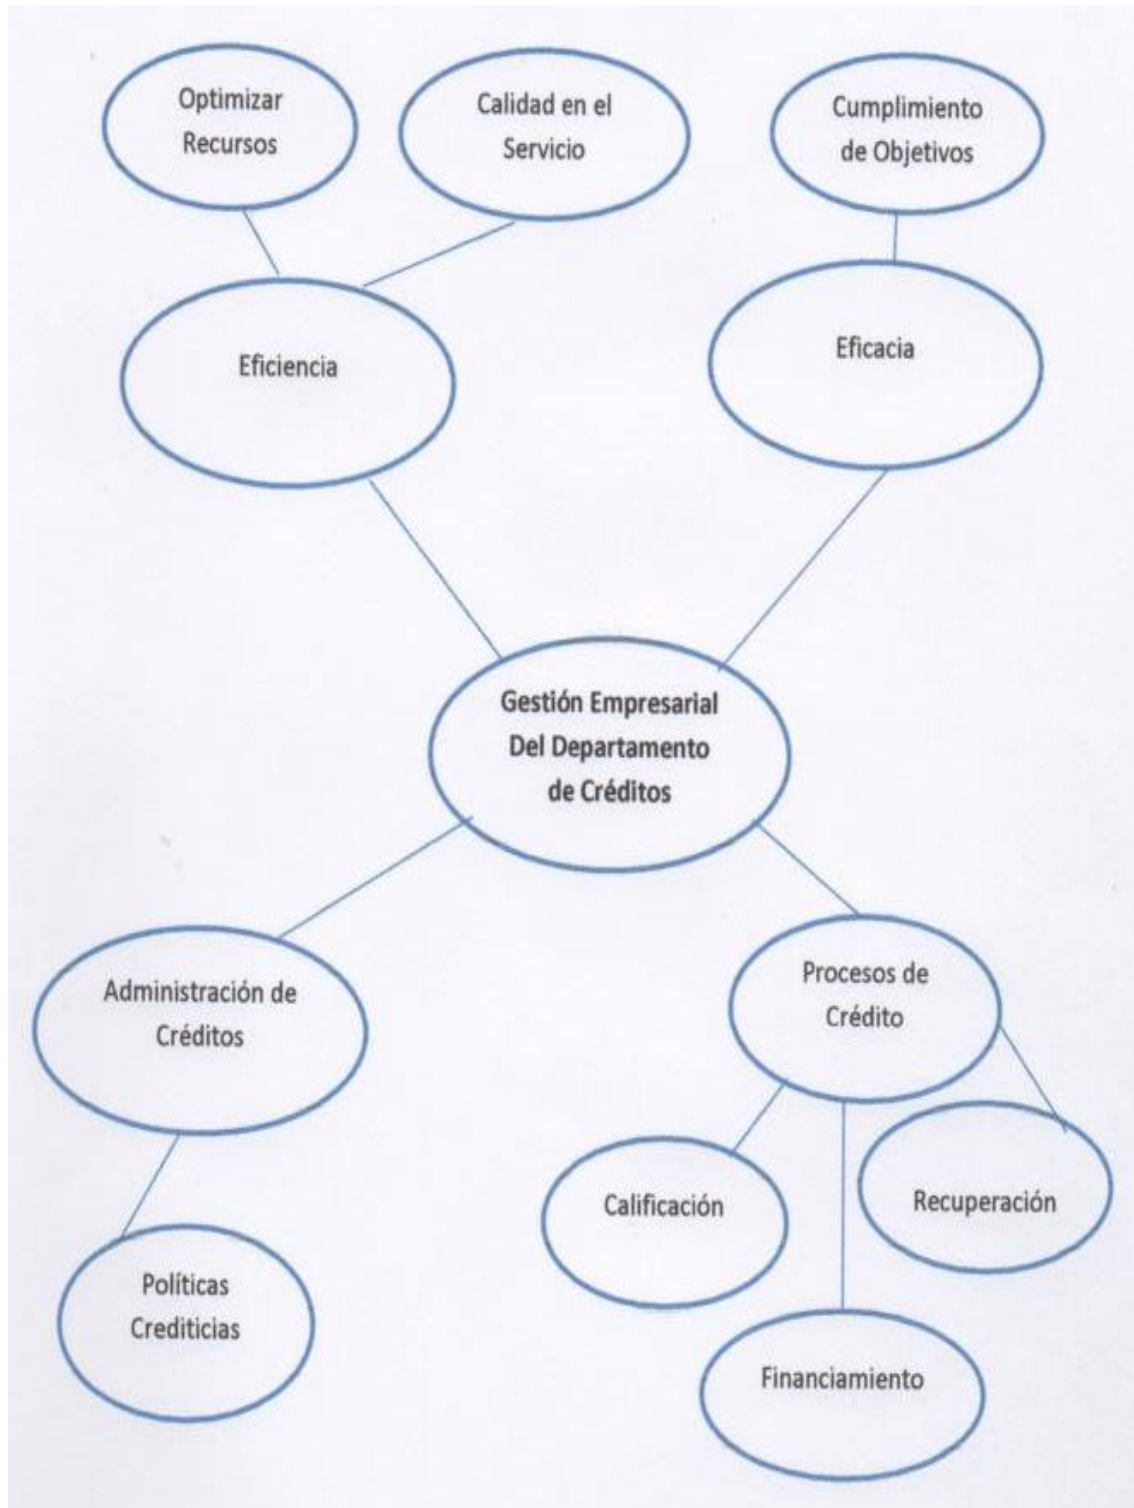 Optimizar
Recursos
Calidad en el
Servicio
Cumplimiento
de Objetivos
Eficiencia
Eficacia
Gestión Empresarial
Del Departamento
de Créditos
Administración de
Créditos
Procesos de
Crédito
Calificación
Recuperación
Políticas
Crediticias
Financiamiento